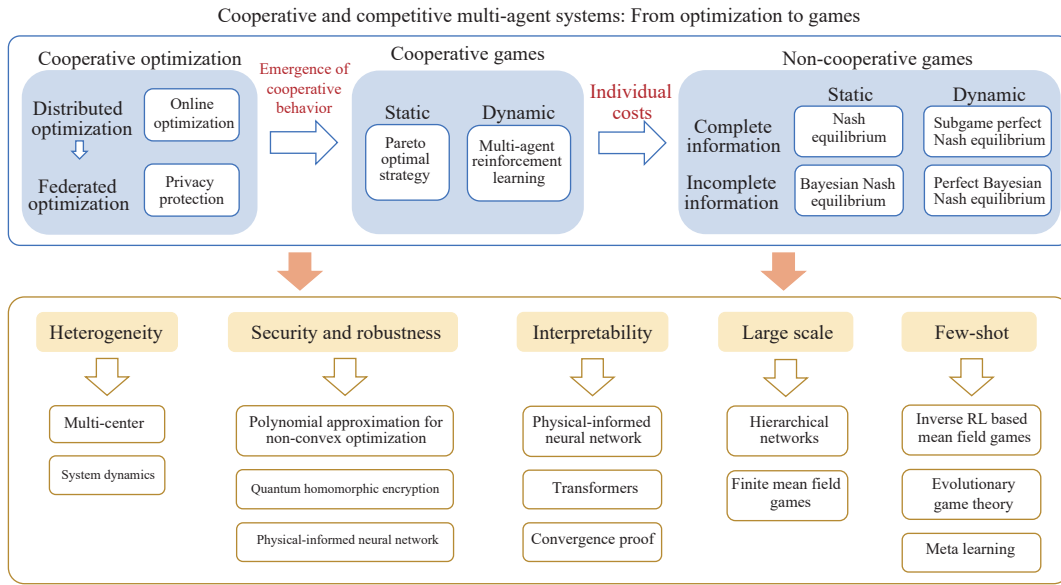 Cooperative and competitive multi-agent systems: From optimization to games
Cooperative optimization
Distributed
optimization
Online
optimization
Federated
optimization
Privacy
protection
Emergence of
cooperative
behavior
Cooperative games
Static
Dynamic
Pareto
optimal
strategy
Multi-agent
reinforcement
learning
Individual
costs
Non-cooperative games
Static
Dynamic
Complete
information
Nash
equilibrium
Subgame perfect
Nash equilibrium
Incomplete
information
Bayesian Nash
equilibrium
Perfect Bayesian
Nash equilibrium
Heterogeneity
Multi-center
System dynamics
Security and robustness
Polynomial approximation for
non-convex optimization
Quantum homomorphic encryption
Physical-informed neural network
Interpretability
Physical-informed
neural network
Transformers
Convergence proof
Large scale
Hierarchical
networks
Finite mean field
games
Few-shot
Inverse RL based
mean field games
Evolutionary
game theory
Meta learning